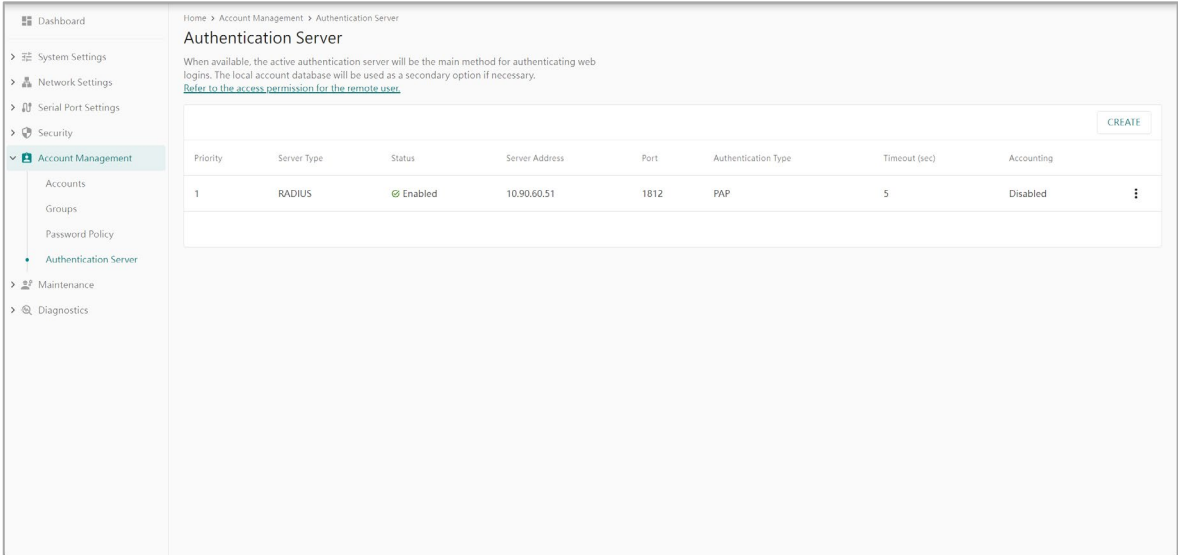 Dashboard
System Settings
Network Settings
Serial Port Settings
Security
Account Management
Accounts
Groups
Password Policy
Authentication Server
Maintenance
Diagnostics
Home > Account Management > Authentication Server
Authentication Server
When available, the active authentication server will be the main method for authenticating web
logins. The local account database will be used as a secondary option if necessary.
Refer to the access permission for the remote user.
CREATE
Priority Server Type Status Server Address Port Authentication Type Timeout (sec) Accounting
1 RADIUS Enabled 10.90.60.51 1812 PAP 5 Disabled